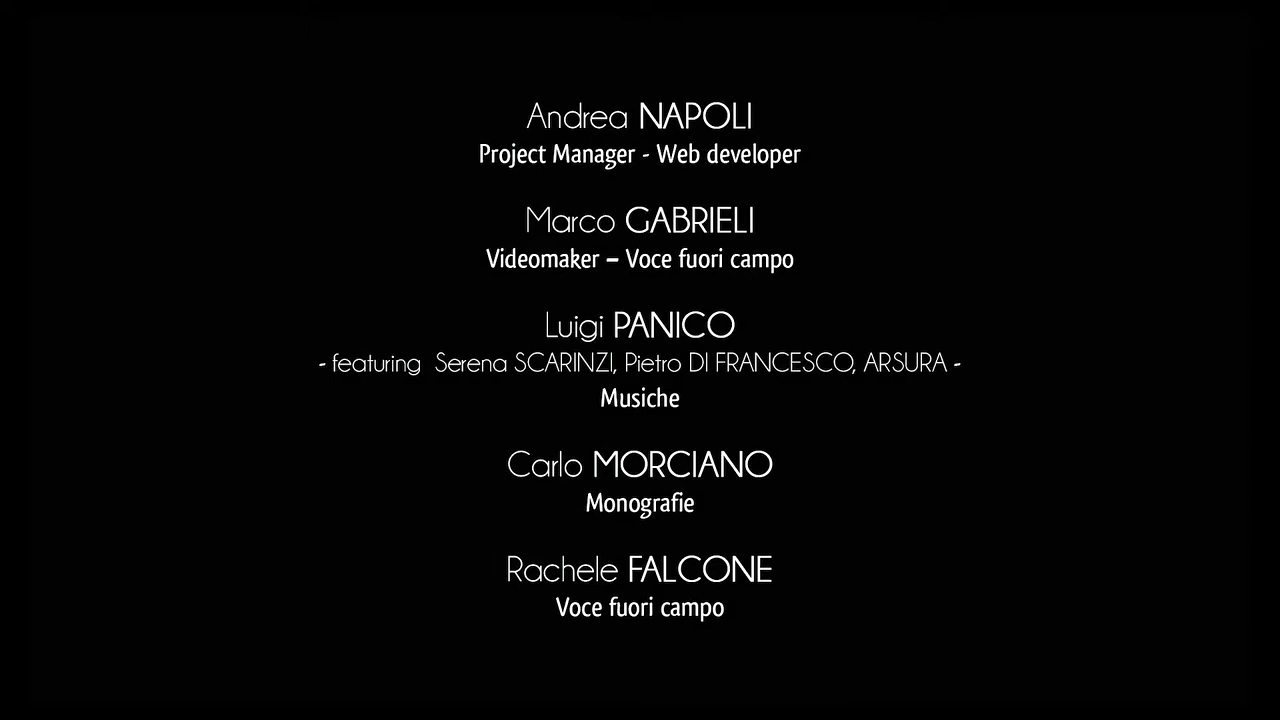 Andrea NAPOLI
Project Manager - Web developer
Marco GABRIELI
Videomaker – Voce fuori campo
Luigi PANICO
- featuring  Serena SCARINZI, Pietro DI FRANCESCO, ARSURA -
Musiche
Carlo MORCIANO
Monografie
Rachele FALCONE
Voce fuori campo